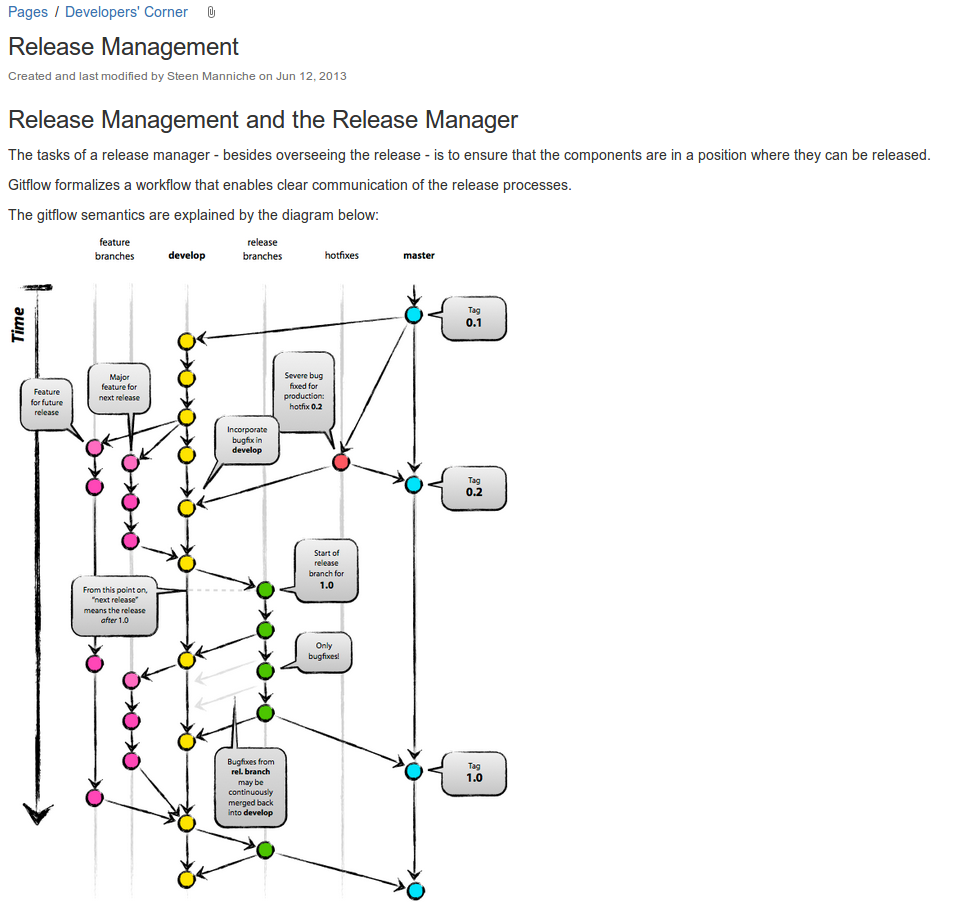 Pages / Developers' Corner
Release Management
Created and last modified by Steen Manniche on Jun 12, 2013
Release Management and the Release Manager
The tasks of a release manager - besides overseeing the release - is to ensure that the components are in a position where they can be released.
Gitflow formalizes a workflow that enables clear communication of the release processes.
The gitflow semantics are explained by the diagram below:
feature
branches
develop
release
branches
hotfixes
master
Time
Tag
0.1
Feature
for future
release
Major
feature for
next release
Severe bug
fixed for
production:
hotfix 0.2
Incorporate
bugfix in
develop
Tag
0.2
Start of
release
branch for
1.0
From this point on,
"next release"
means the release
after 1.0
Only
bugfixes!
Bugfixes from
rel. branch
may be
continuously
merged back
into develop
Tag
1.0